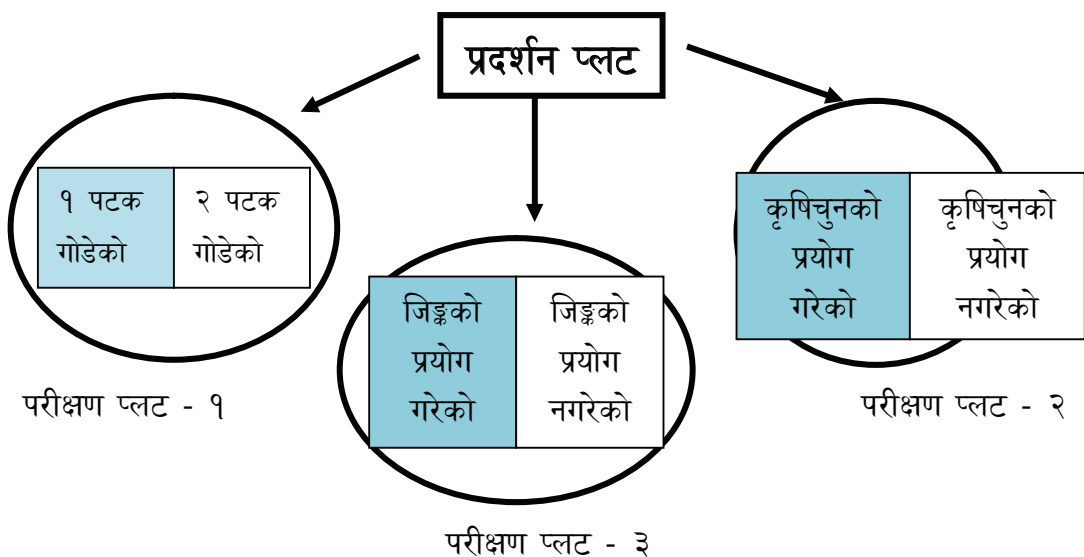 प्रदर्शन प्लट
१ पटक
गोडेको
२ पटक
गोडेको
परीक्षण प्लट - १
जिङ्कको
प्रयोग
गरेको
जिङ्कको
प्रयोग
नगरेको
परीक्षण प्लट - ३
कृषिचुनको
प्रयोग
गरेको
कृषिचुनको
प्रयोग
नगरेको
परीक्षण प्लट - २